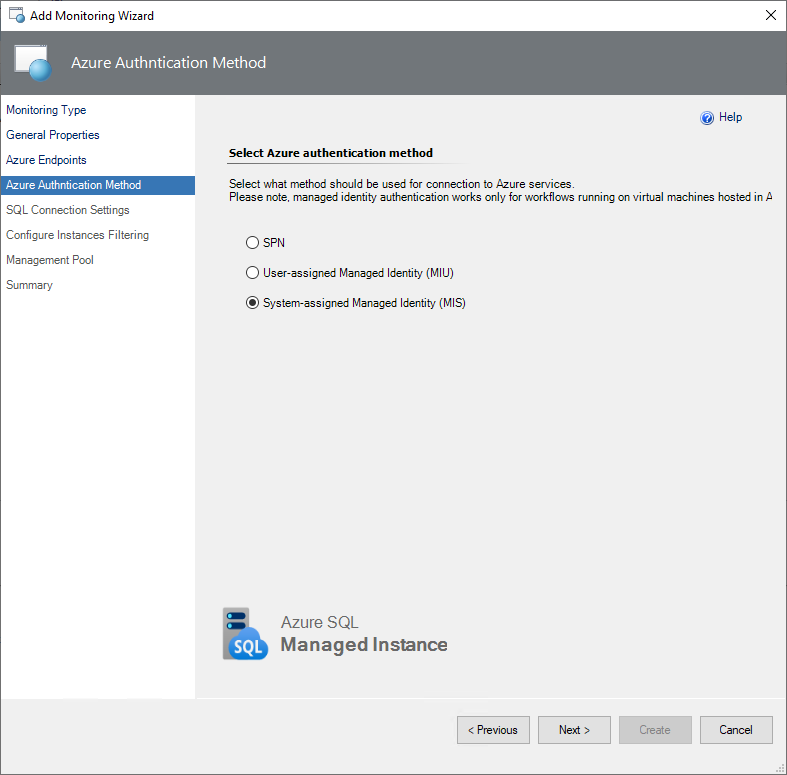 Add Monitoring Wizard
Azure Authntication Method
Monitoring Type
General Properties
Azure Endpoints
Azure Authntication Method
SQL Connection Settings
Configure Instances Filtering
Management Pool
Summary
Help
Select Azure authentication method
Select what method should be used for connection to Azure services.
Please note, managed identity authentication works only for workflows running on virtual machines hosted in A
SPN
User-assigned Managed Identity (MIU)
System-assigned Managed Identity (MIS)
SQL
Azure SQL
Managed Instance
< Previous
Next >
Create
Cancel